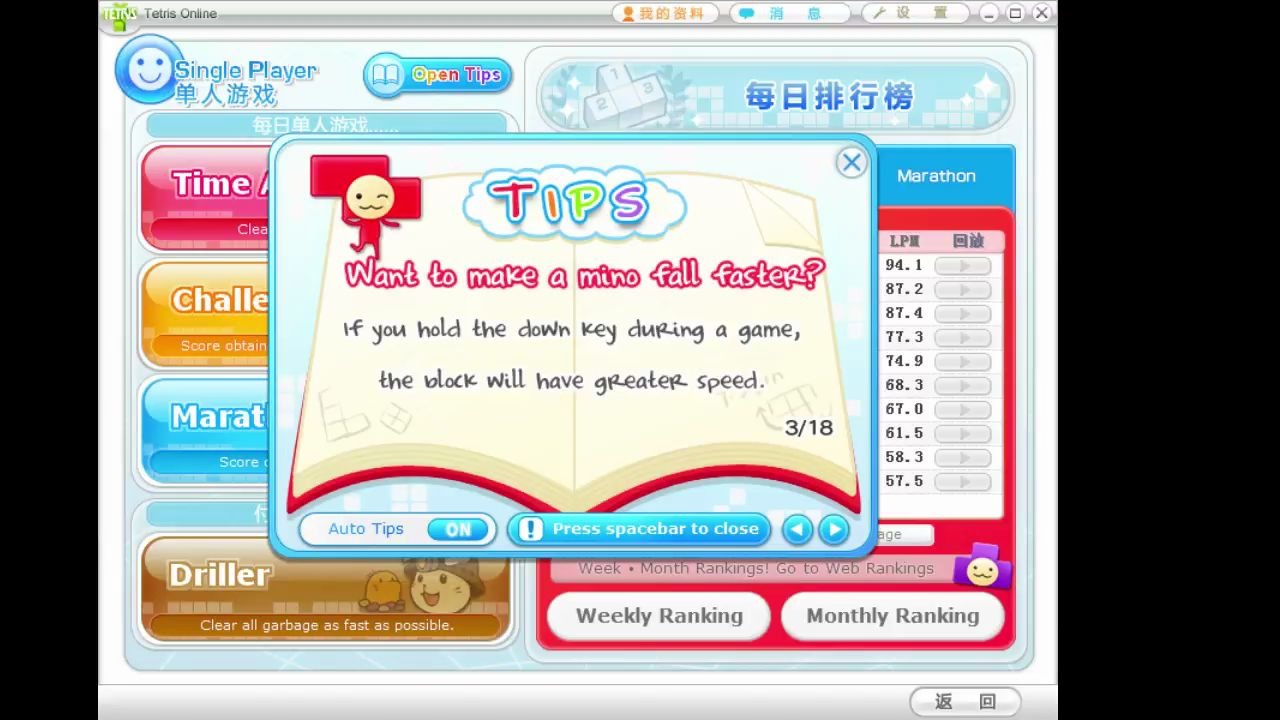 TETRIS Tetris Online
我的资料
消 息
设 置
Single Player
单人游戏
Open Tips
每日排行榜
每日单人游戏......
Time A
Clea
Challe
Score obtain
Marat
Score o
付
Driller
Clear all garbage as fast as possible.
TIPS
Want to make a mino fall faster?
If you hold the down key during a game,
the block will have greater speed.
3/18
Auto Tips ON
! Press spacebar to close
Marathon
LPM 回放
94.1
87.2
87.4
77.3
74.9
68.3
67.0
61.5
58.3
57.5
age
Week • Month Rankings! Go to Web Rankings
Weekly Ranking
Monthly Ranking
返 回